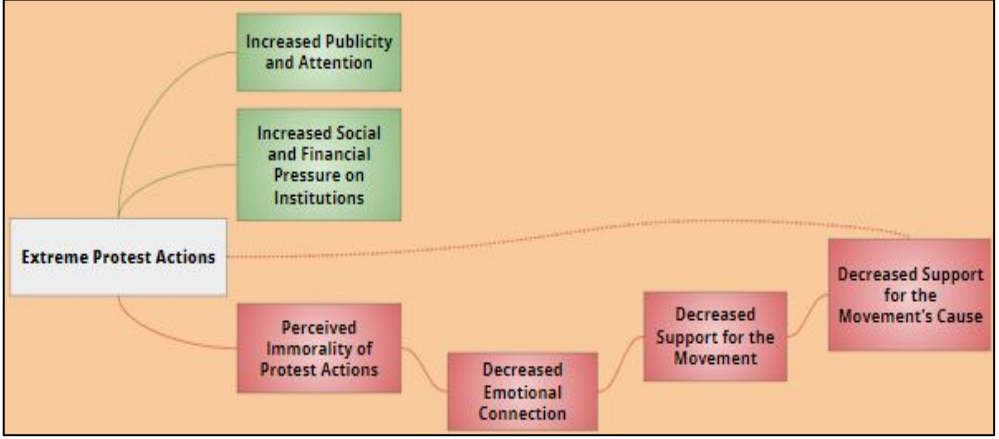 Increased Publicity
and Attention
Increased Social
and Financial
Pressure on
Institutions
Extreme Protest Actions
Perceived
Immorality of
Protest Actions
Decreased
Emotional
Connection
Decreased
Support for the
Movement
Decreased Support
for the
Movement's Cause